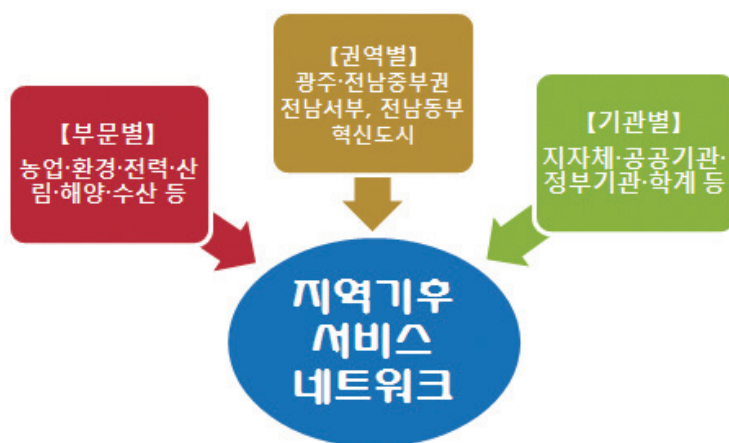 【부문별】
농업·환경·전력·산
림·해양·수산 등
【권역별】
광주·전남중부권
전남서부, 전남동부
혁신도시
【기관별】
지자체·공공기관·
정부기관·학계 등
지역기후
서비스
네트워크